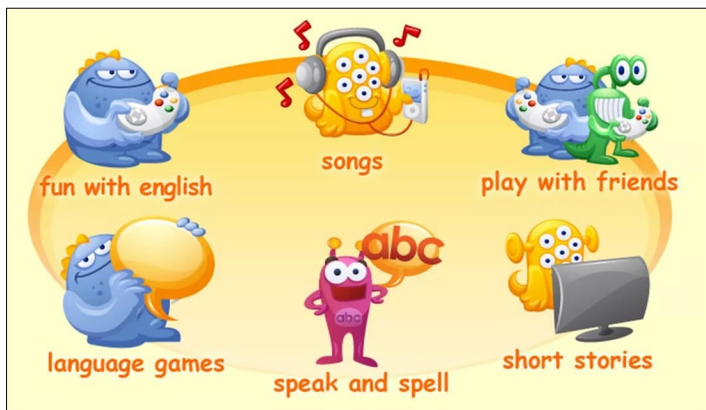 fun with english
songs
play with friends
language games
abc
abc
speak and spell
short stories